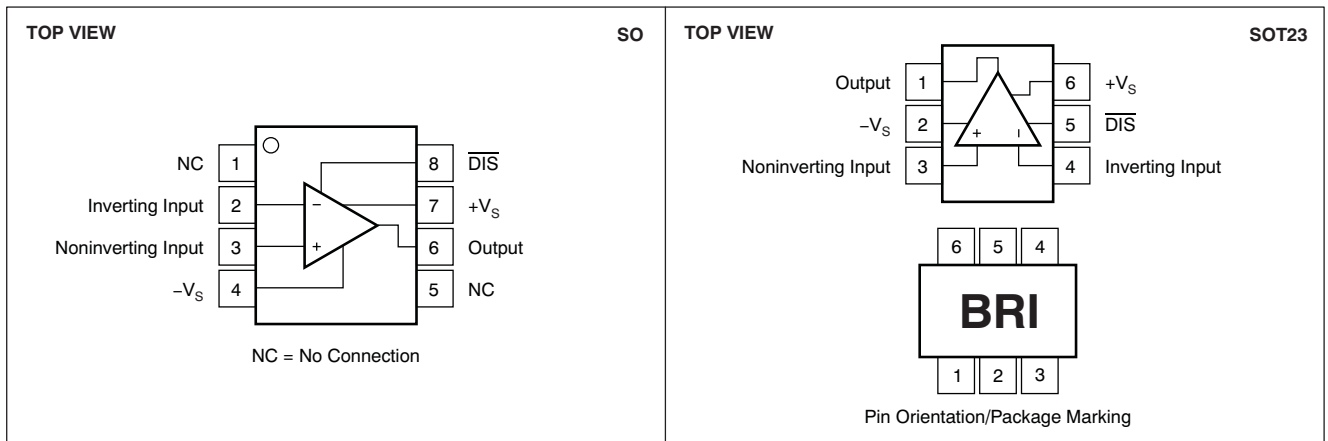 TOP VIEW
SO
NC 1
8 D̅I̅S̅
Inverting Input 2
−
7 +VS
Noninverting Input 3
+
6 Output
−VS 4
5 NC
NC = No Connection
TOP VIEW
SOT23
Output 1
6 +VS
−VS 2
5 D̅I̅S̅
+ −
Noninverting Input 3
4 Inverting Input
6 5 4
BRI
1 2 3
Pin Orientation/Package Marking